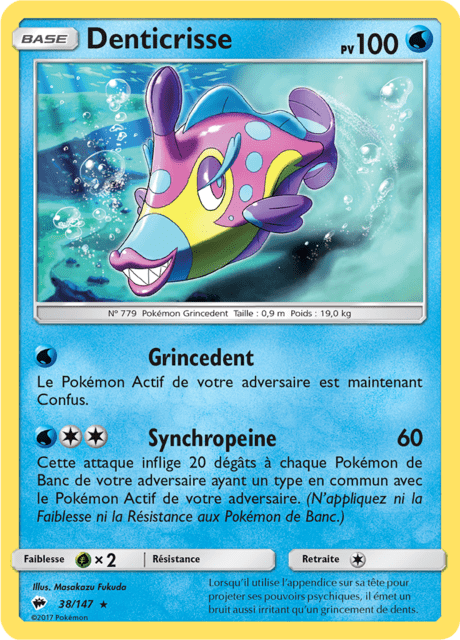 BASE Denticrisse PV100
N° 779 Pokémon Grincedent Taille : 0,9 m Poids : 19,0 kg
Grincedent
Le Pokémon Actif de votre adversaire est maintenant
Confus.
Synchropeine 60
Cette attaque inflige 20 dégâts à chaque Pokémon de
Banc de votre adversaire ayant un type en commun avec
le Pokémon Actif de votre adversaire. (N'appliquez ni la
Faiblesse ni la Résistance aux Pokémon de Banc.)
Faiblesse ×2 Résistance Retraite
Illus. Masakazu Fukuda
38/147 ★
©2017 Pokémon
Lorsqu'il utilise l'appendice sur sa tête pour
projeter ses pouvoirs psychiques, il émet un
bruit aussi irritant qu'un grincement de dents.